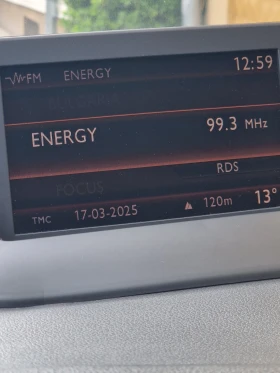 FM ENERGY 12:59
ENERGY 99.3 MHz
RDS
FOCUS
TMC 17-03-2025 120m 13°